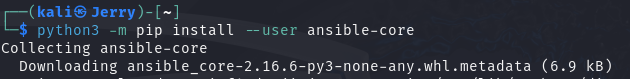 ┌──(kali㉿Jerry)-[~]
└─$ python3 -m pip install --user ansible-core
Collecting ansible-core
  Downloading ansible_core-2.16.6-py3-none-any.whl.metadata (6.9 kB)